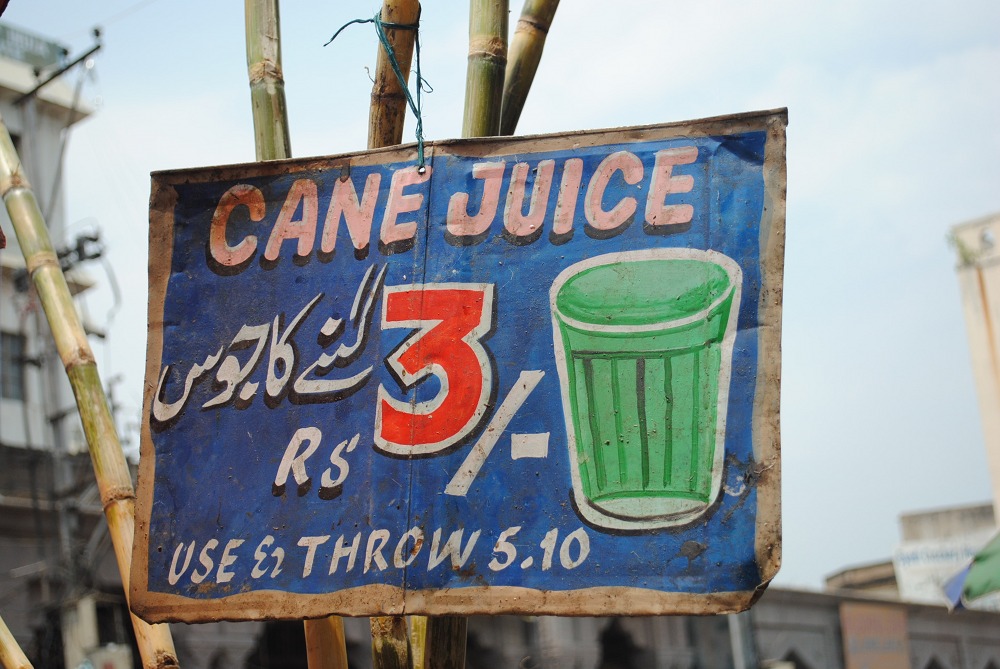 CANE JUICE
گنے کا جوس
Rs 3/-
USE & THROW 5.10